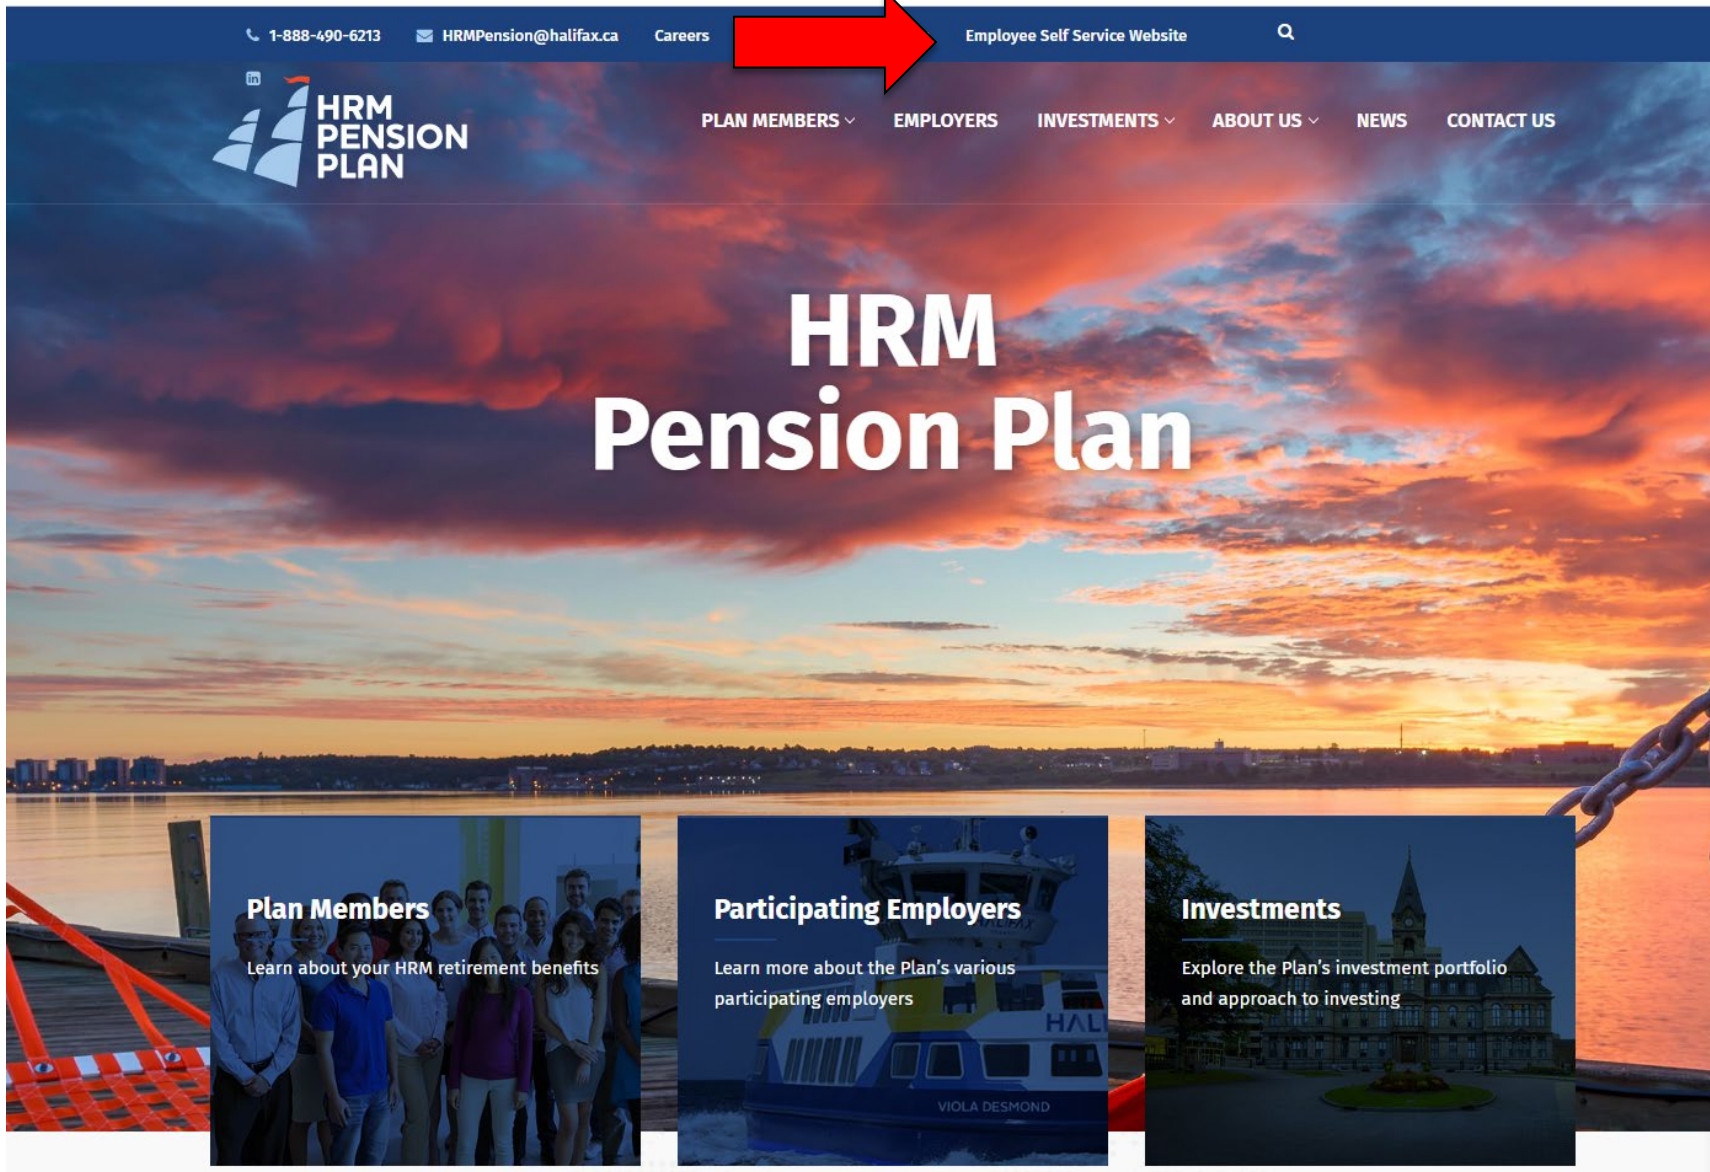 1-888-490-6213 HRMPension@halifax.ca Careers Employee Self Service Website
in
HRM
PENSION
PLAN
PLAN MEMBERS EMPLOYERS INVESTMENTS ABOUT US NEWS CONTACT US
HRM
Pension Plan
Plan Members
Learn about your HRM retirement benefits
Participating Employers
Learn more about the Plan's various
participating employers
HALIFAX
HALI
VIOLA DESMOND
Investments
Explore the Plan's investment portfolio
and approach to investing